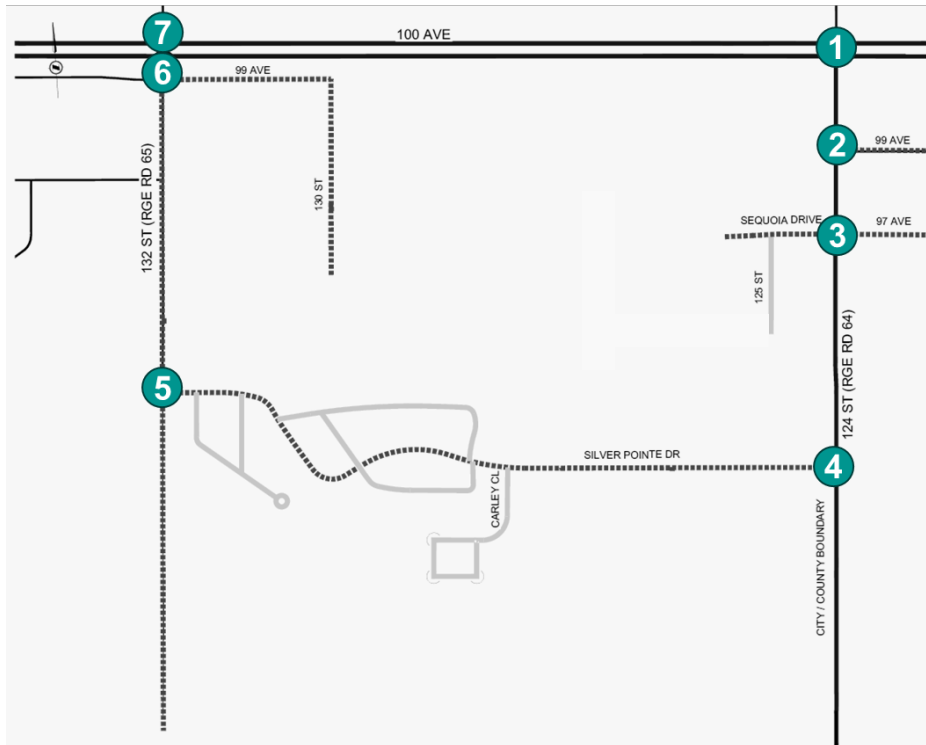 7
100 AVE
1
6
99 AVE
2
99 AVE
132 ST (RGE RD 65)
130 ST
SEQUOIA DRIVE
3
97 AVE
125 ST
5
124 ST (RGE RD 64)
SILVER POINTE DR
4
CARLEY CL
CITY / COUNTY BOUNDARY